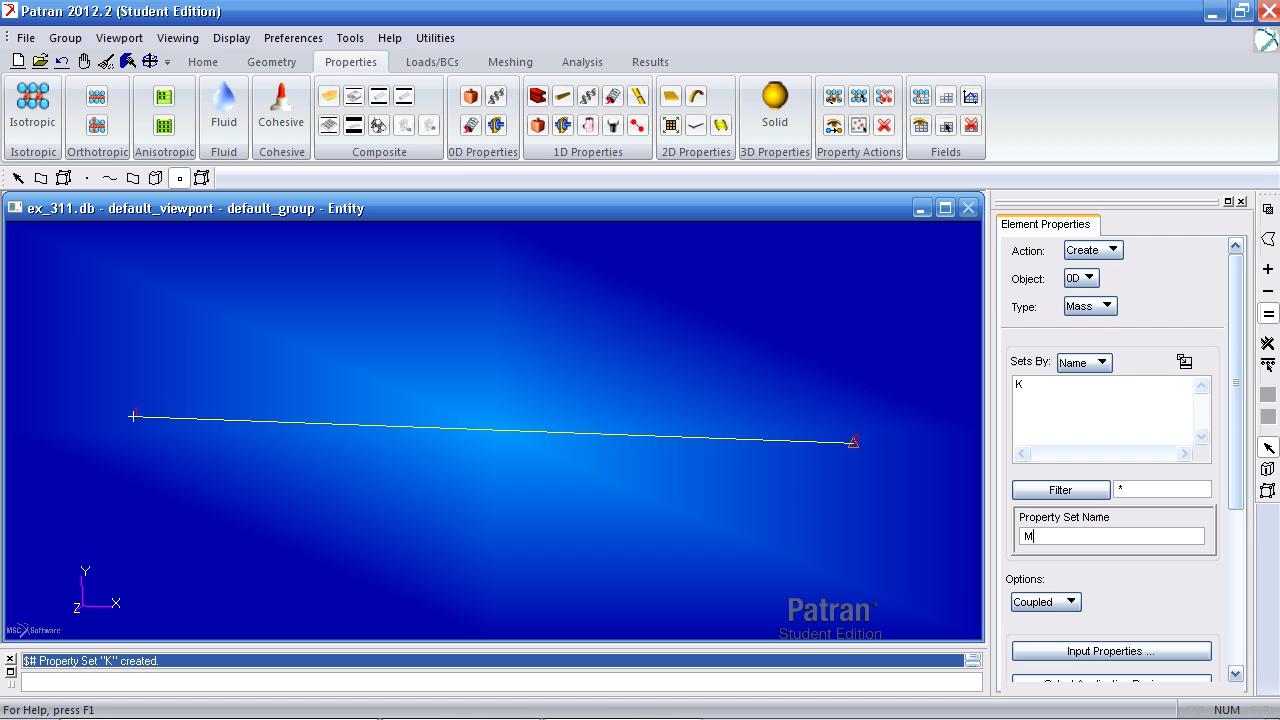 Patran 2012.2 (Student Edition)
File Group Viewport Viewing Display Preferences Tools Help Utilities
Home Geometry Properties Loads/BCs Meshing Analysis Results
Isotropic Fluid Cohesive Solid
Isotropic Orthotropic Anisotropic Fluid Cohesive Composite 0D Properties 1D Properties 2D Properties 3D Properties Property Actions Fields
ex_311.db - default_viewport - default_group - Entity
Element Properties
Action: Create
Object: 0D
Type: Mass
Sets By: Name
K
Filter *
Property Set Name
M
Options:
Coupled
Input Properties ...
Y
Z X
MSC Software
Patran
Student Edition
$# Property Set "K" created.
For Help, press F1
NUM